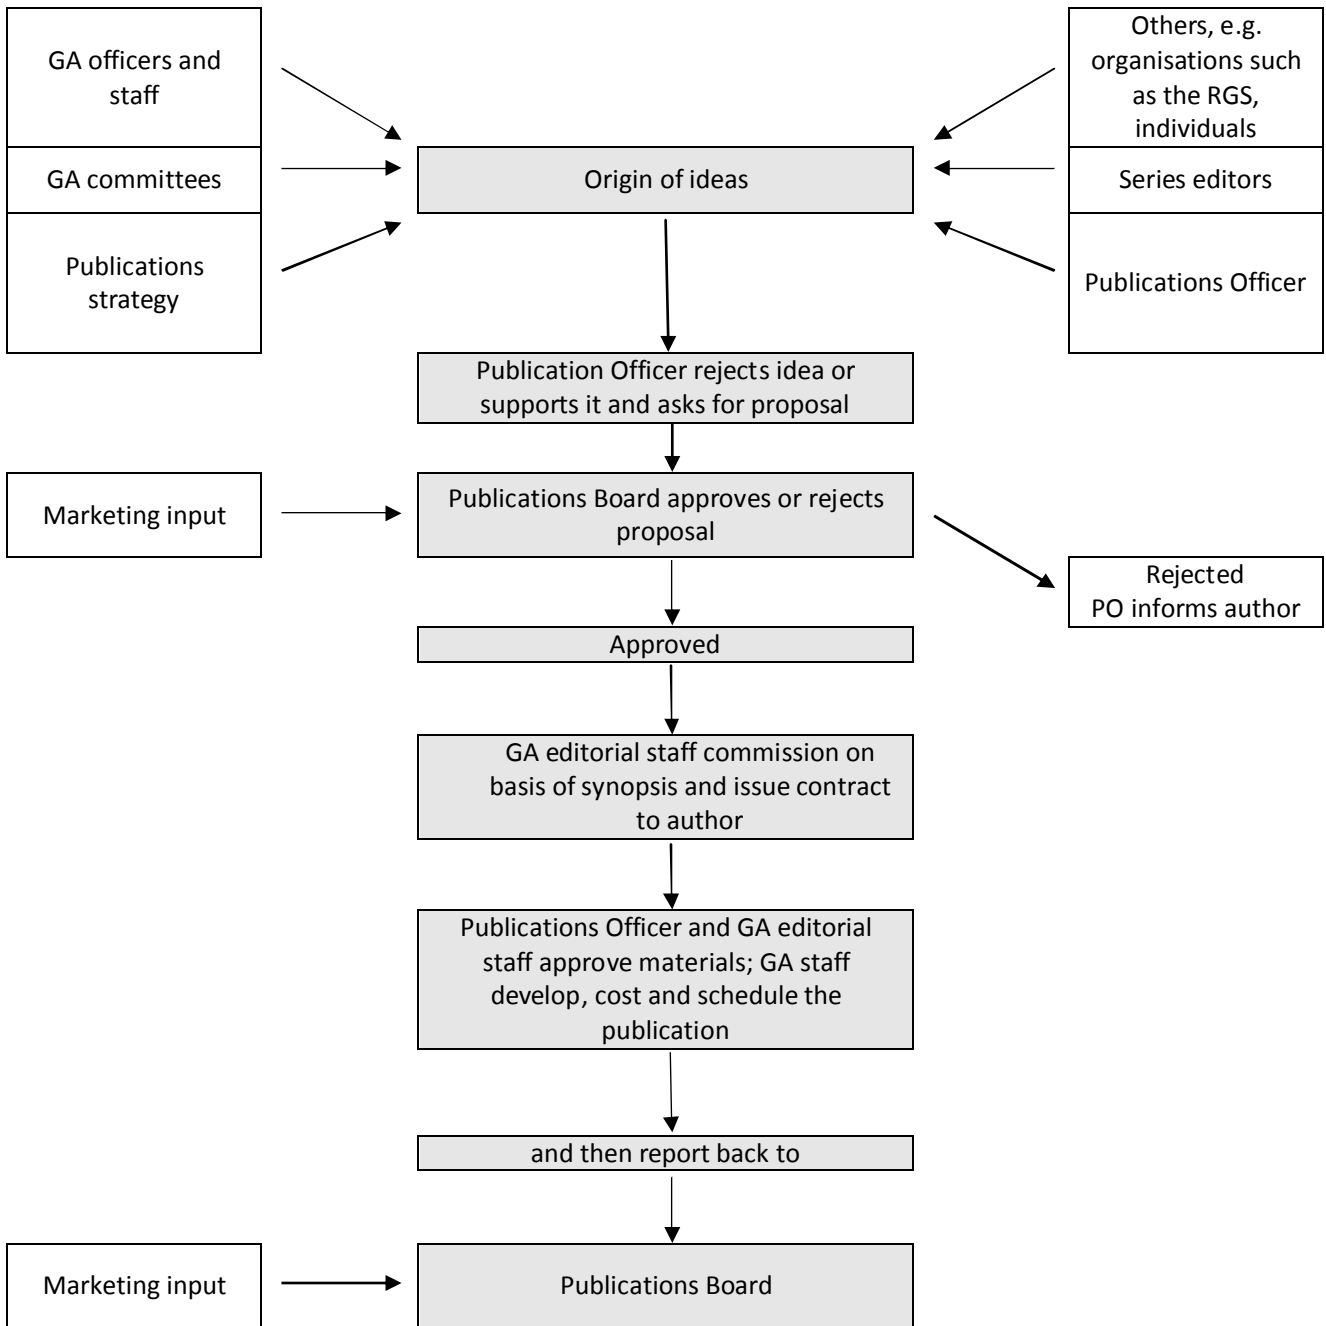 GA officers and
staff
GA committees
Publications
strategy
Origin of ideas
Others, e.g.
organisations such
as the RGS,
individuals
Series editors
Publications Officer
Publication Officer rejects idea or
supports it and asks for proposal
Marketing input
Publications Board approves or rejects
proposal
Rejected
PO informs author
Approved
GA editorial staff commission on
basis of synopsis and issue contract
to author
Publications Officer and GA editorial
staff approve materials; GA staff
develop, cost and schedule the
publication
and then report back to
Marketing input
Publications Board